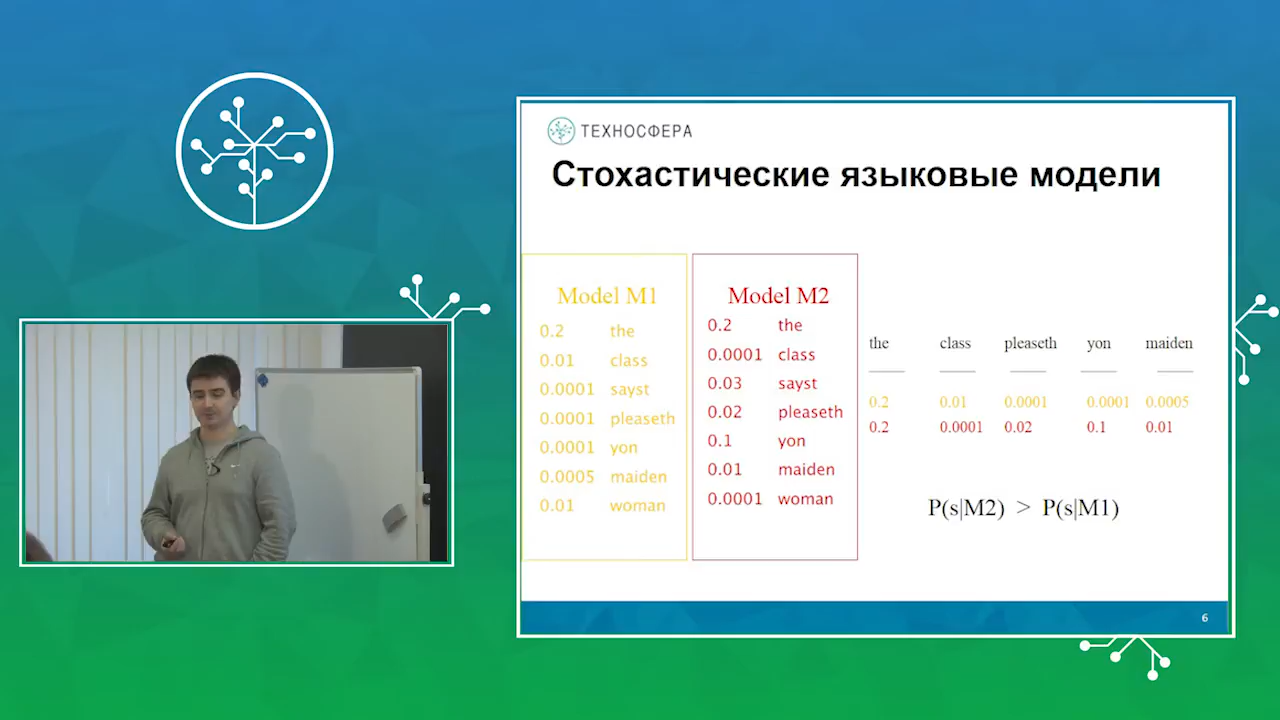 ТЕХНОСФЕРА
Стохастические языковые модели
Model M1
0.2 the
0.01 class
0.0001 sayst
0.0001 pleaseth
0.0001 yon
0.0005 maiden
0.01 woman
Model M2
0.2 the
0.0001 class
0.03 sayst
0.02 pleaseth
0.1 yon
0.01 maiden
0.0001 woman
the class pleaseth yon maiden
0.2 0.01 0.0001 0.0001 0.0005
0.2 0.0001 0.02 0.1 0.01
P(s|M2) > P(s|M1)
6